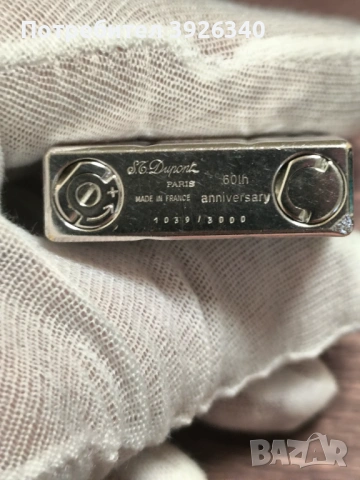 Потребител 3926340
S.T. Dupont
PARIS
MADE IN FRANCE
60th
anniversary
1039/3000
+
BAZAR
bg